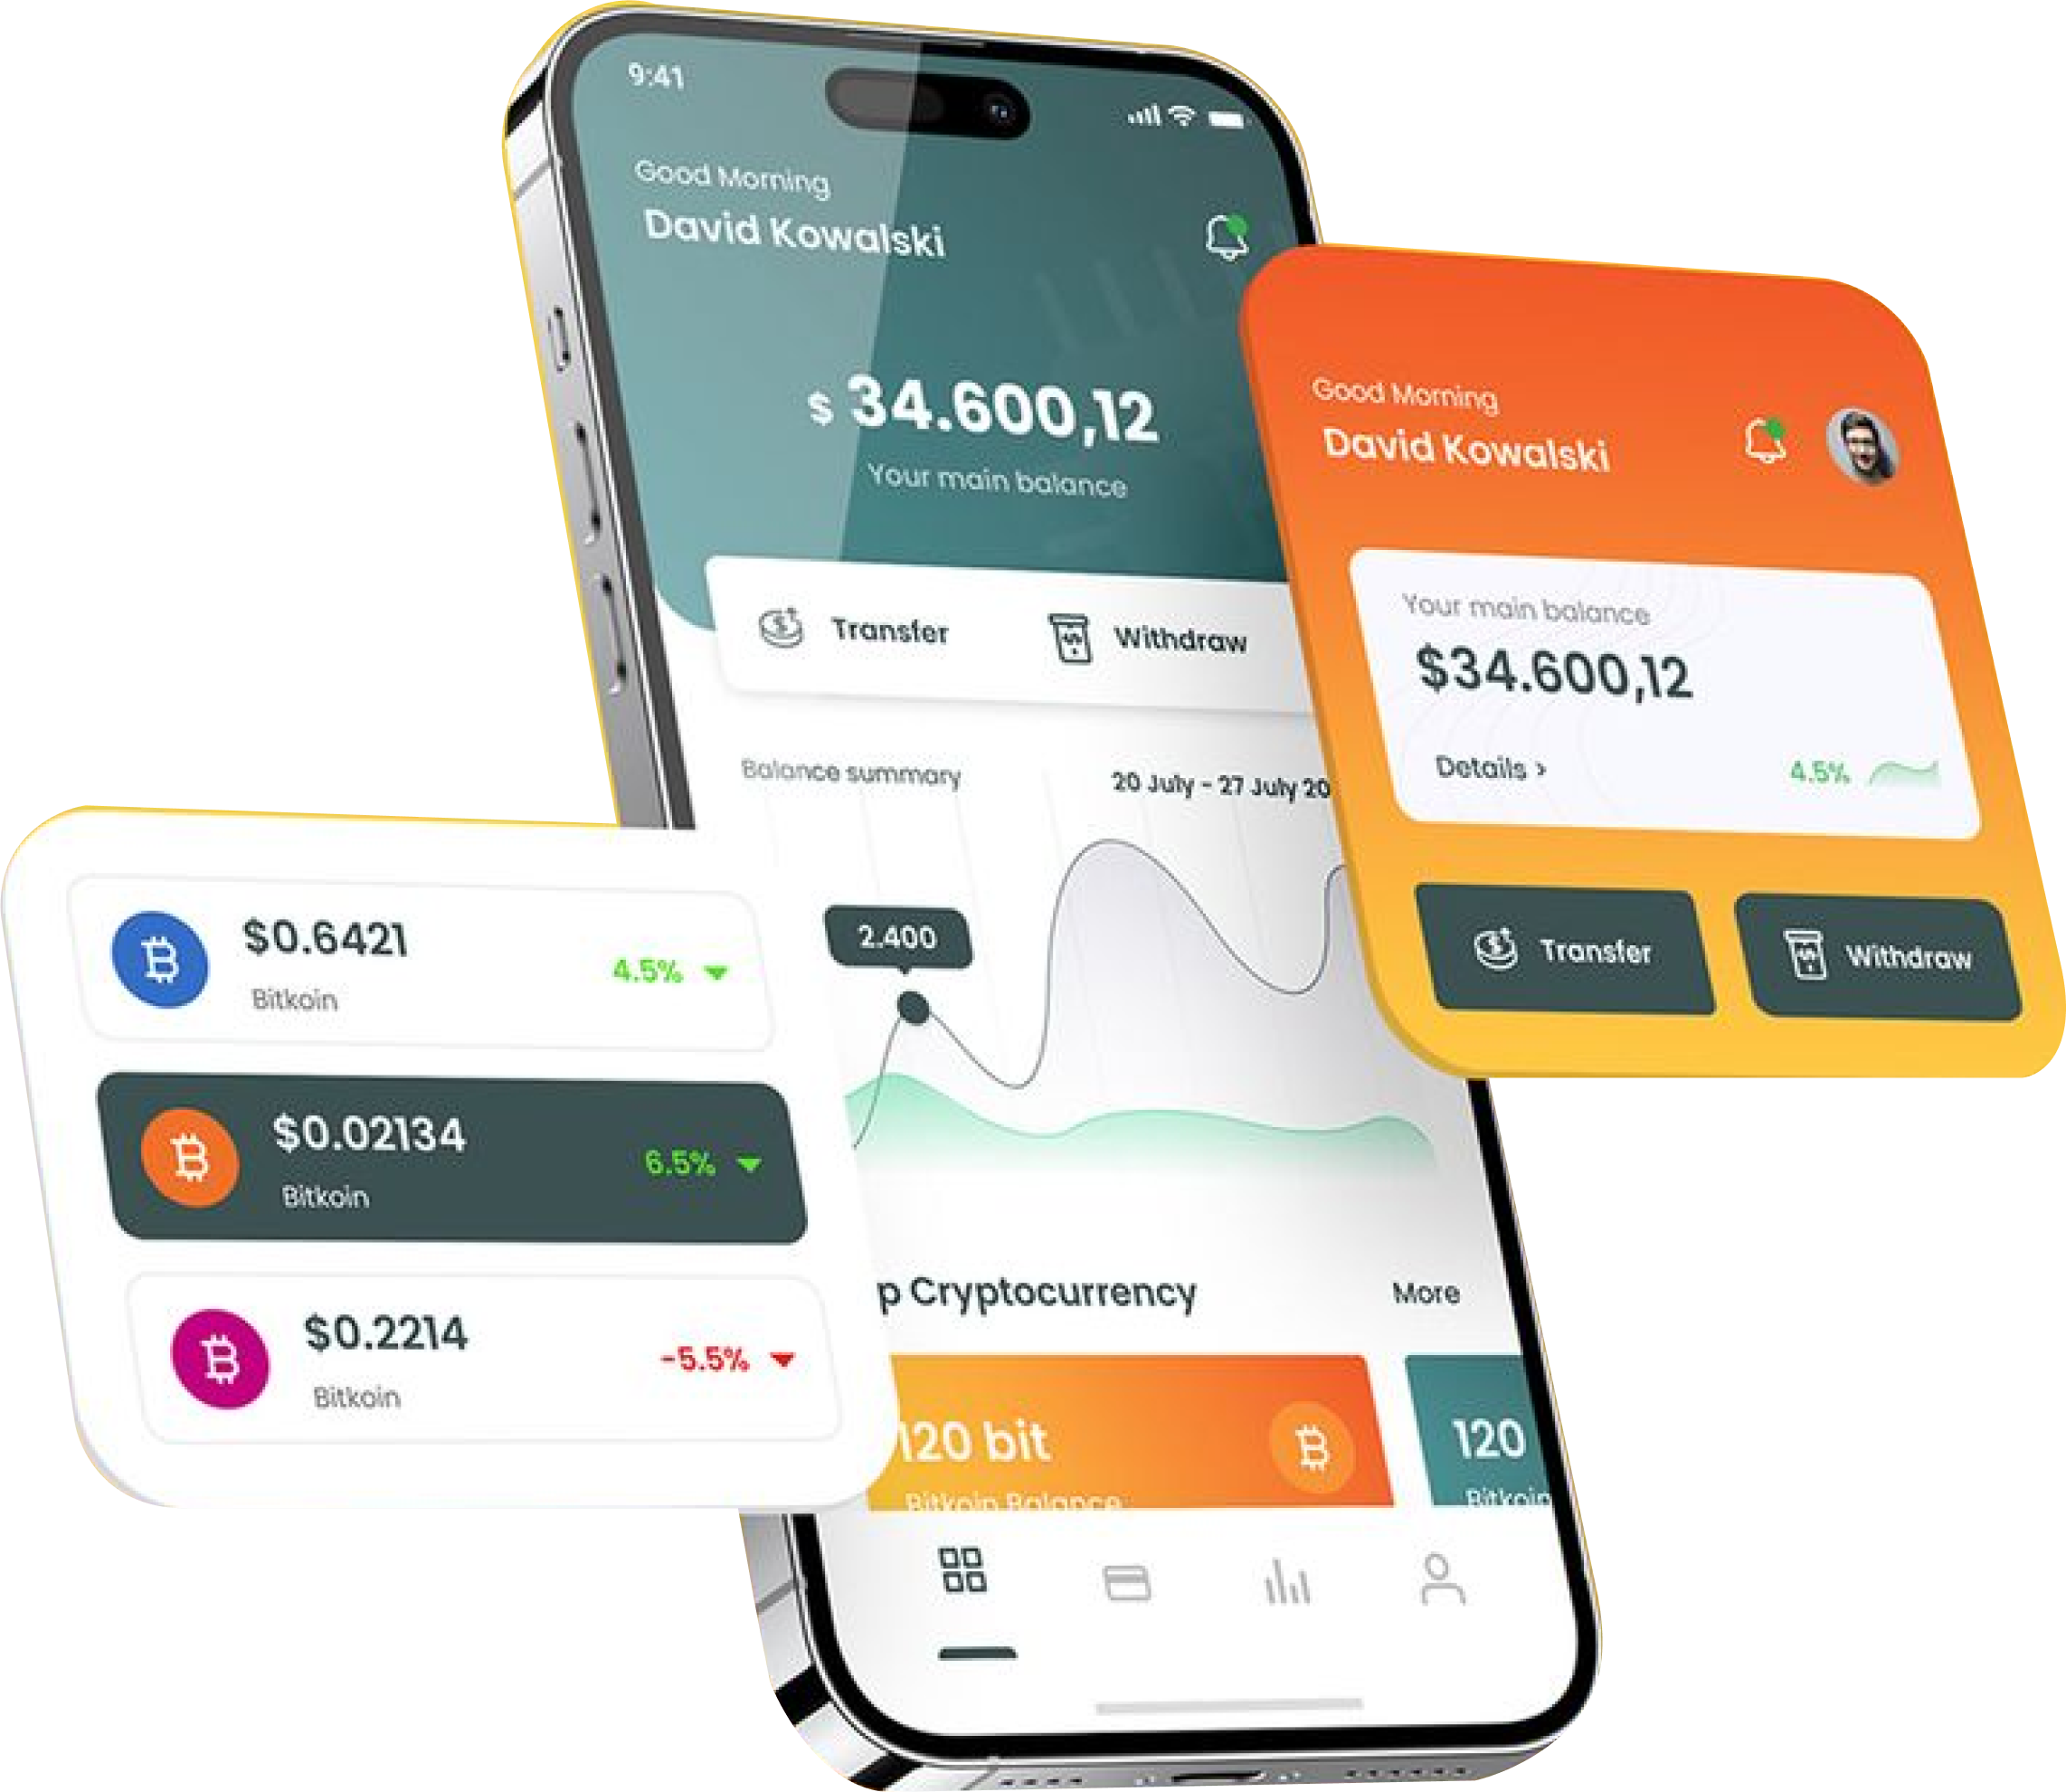 9:41
Good Morning
David Kowalski
$ 34.600,12
Your main balance
Transfer
Withdraw
Balance summary
20 July - 27 July 20
2.400
p Cryptocurrency
More
120 bit
Bitkoin Balance
120
Bitkoin
Good Morning
David Kowalski
Your main balance
$34.600,12
Details ›
4.5%
Transfer
Withdraw
$0.6421
Bitkoin
4.5%
$0.02134
Bitkoin
6.5%
$0.2214
Bitkoin
-5.5%